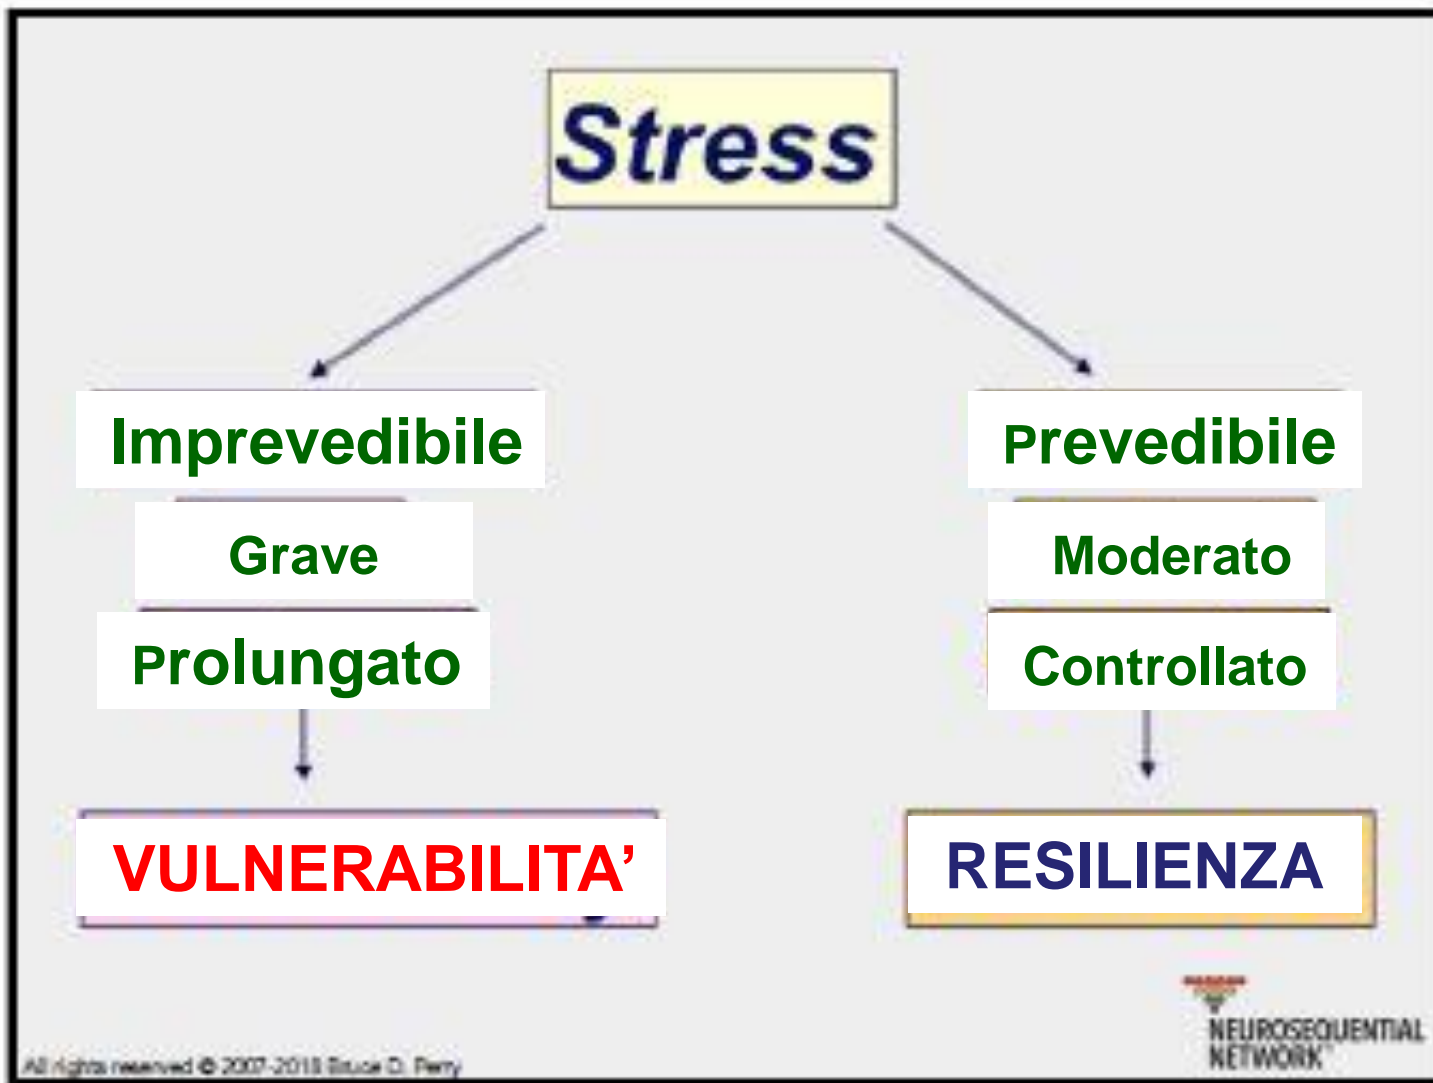 Stress
Imprevedibile
Prevedibile
Grave
Moderato
Prolungato
Controllato
VULNERABILITA’
RESILIENZA
NEUROSEQUENTIAL
NETWORK
All rights reserved © 2007-2018 Bruce D. Perry